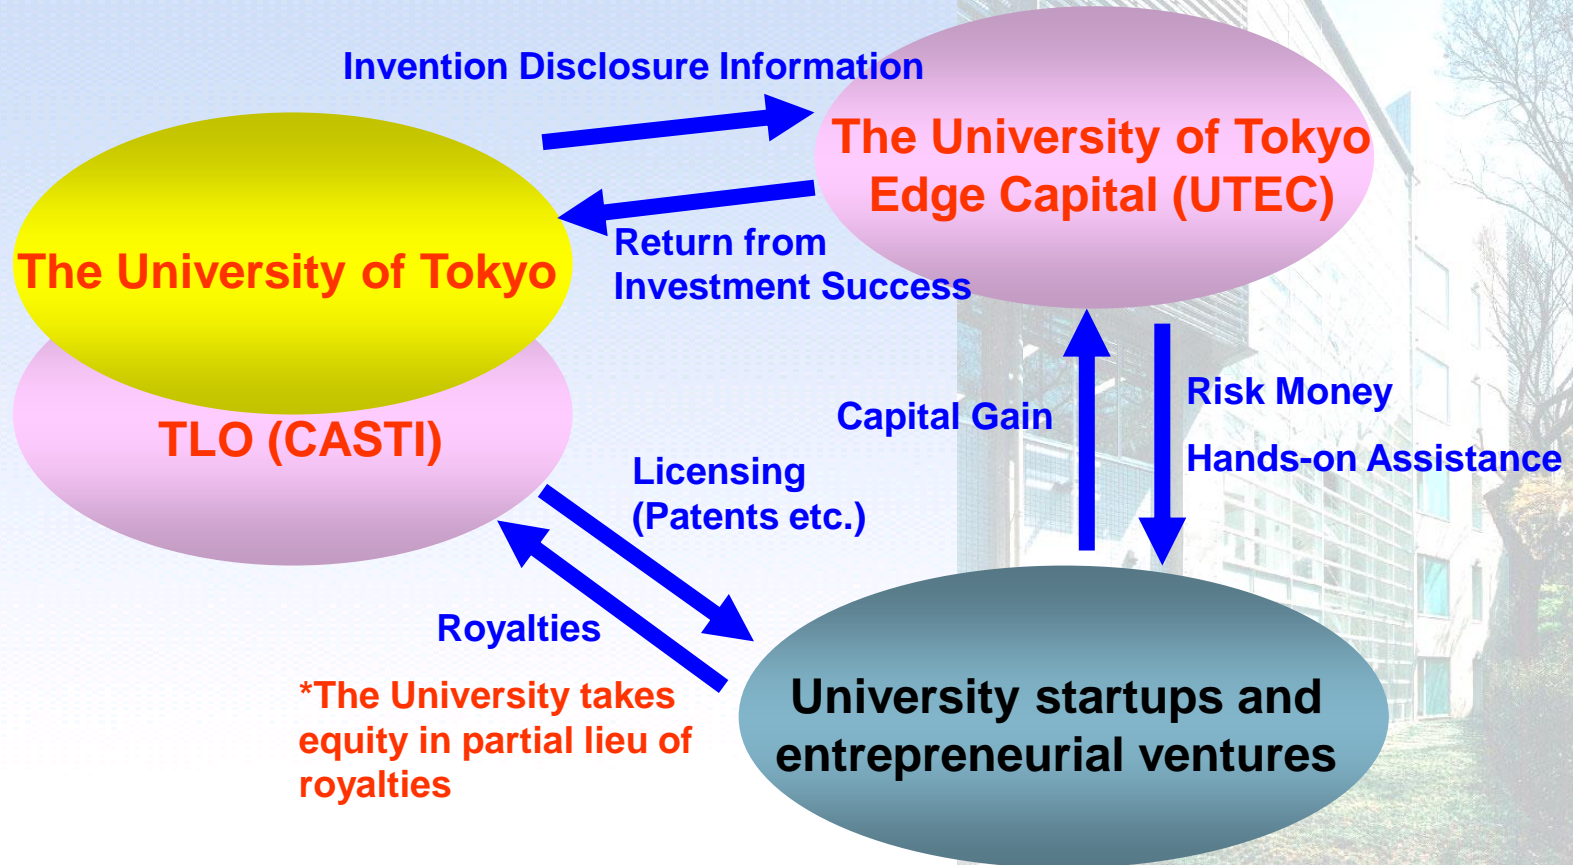 Invention Disclosure Information
The University of Tokyo
Edge Capital (UTEC)
The University of Tokyo
Return from
Investment Success
TLO (CASTI)
Capital Gain
Risk Money
Hands-on Assistance
Licensing
(Patents etc.)
Royalties
*The University takes
equity in partial lieu of
royalties
University startups and
entrepreneurial ventures